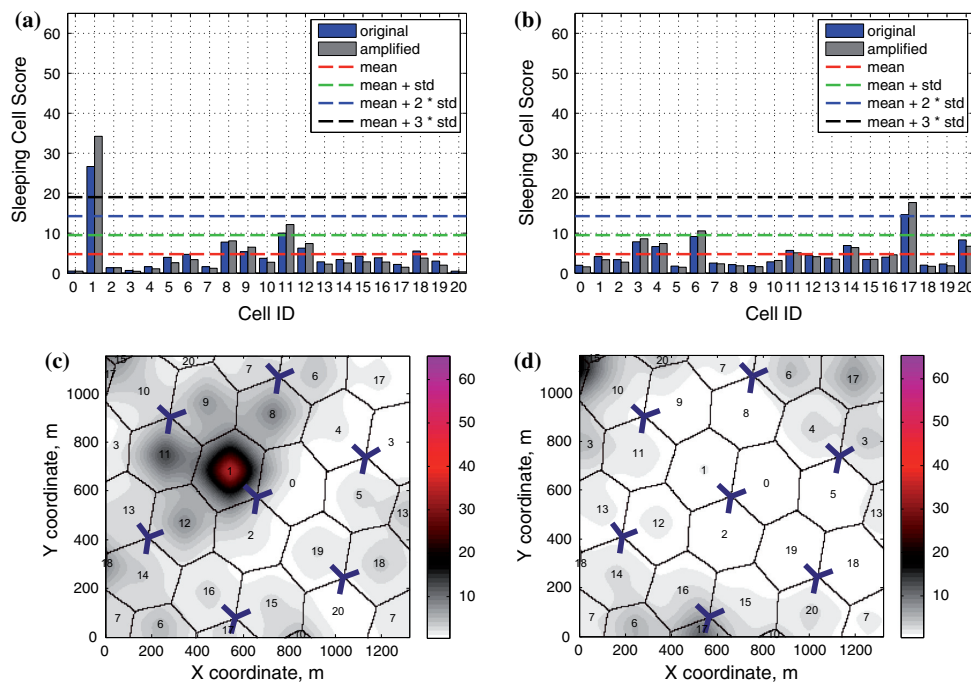 (a)
60
50
40
30
20
10
0
Sleeping Cell Score
original
amplified
mean
mean + std
mean + 2 * std
mean + 3 * std
0 1 2 3 4 5 6 7 8 9 10 11 12 13 14 15 16 17 18 19 20
Cell ID
(b)
60
50
40
30
20
10
0
Sleeping Cell Score
original
amplified
mean
mean + std
mean + 2 * std
mean + 3 * std
0 1 2 3 4 5 6 7 8 9 10 11 12 13 14 15 16 17 18 19 20
Cell ID
(c)
1000
800
600
400
200
0
Y coordinate, m
15 20 7 6 17
17 10 9 8 4 3
3 11 1 0 5
13 12 2 19 13
18 14 16 15 18
7 6 17 20 7
0 200 400 600 800 1000 1200
X coordinate, m
60
50
40
30
20
10
(d)
1000
800
600
400
200
0
Y coordinate, m
15 20 7 6 17
17 10 9 8 4 3
3 11 1 0 5
13 12 2 19 13
18 14 16 15 18
7 6 17 20 7
0 200 400 600 800 1000 1200
X coordinate, m
60
50
40
30
20
10